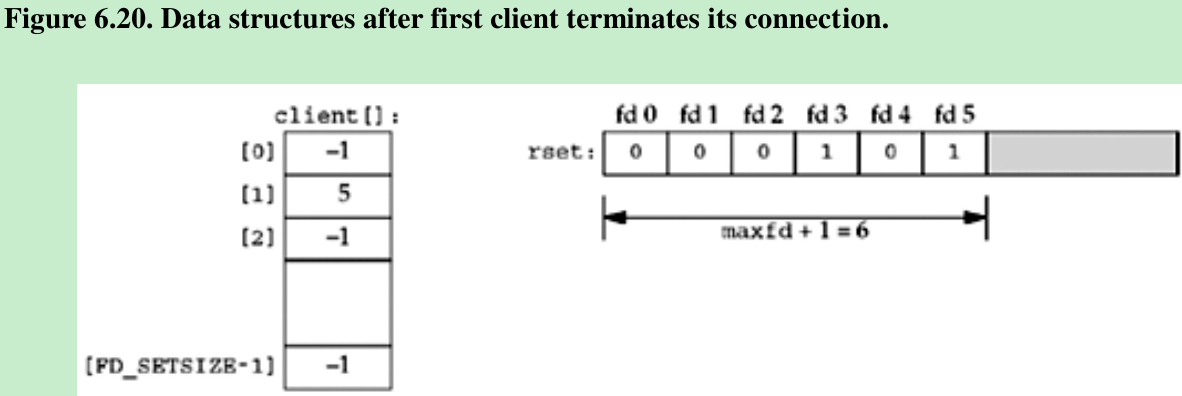 Figure 6.20. Data structures after first client terminates its connection.
client[]:
[0] -1
[1] 5
[2] -1
[FD_SETSIZE-1] -1
fd 0 fd 1 fd 2 fd 3 fd 4 fd 5
rset: 0 0 0 1 0 1
maxfd + 1 = 6